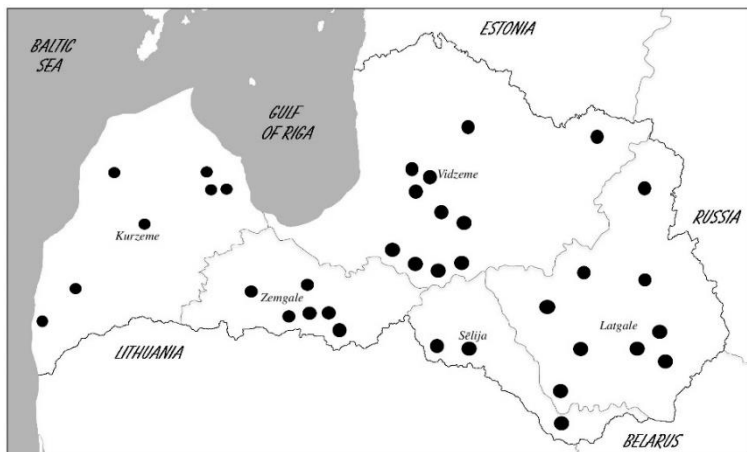 ESTONIA
BALTIC
SEA
GULF
OF RIGA
Vidzeme
RUSSIA
Kurzeme
Zemgale
Latgale
Sēlija
LITHUANIA
BELARUS